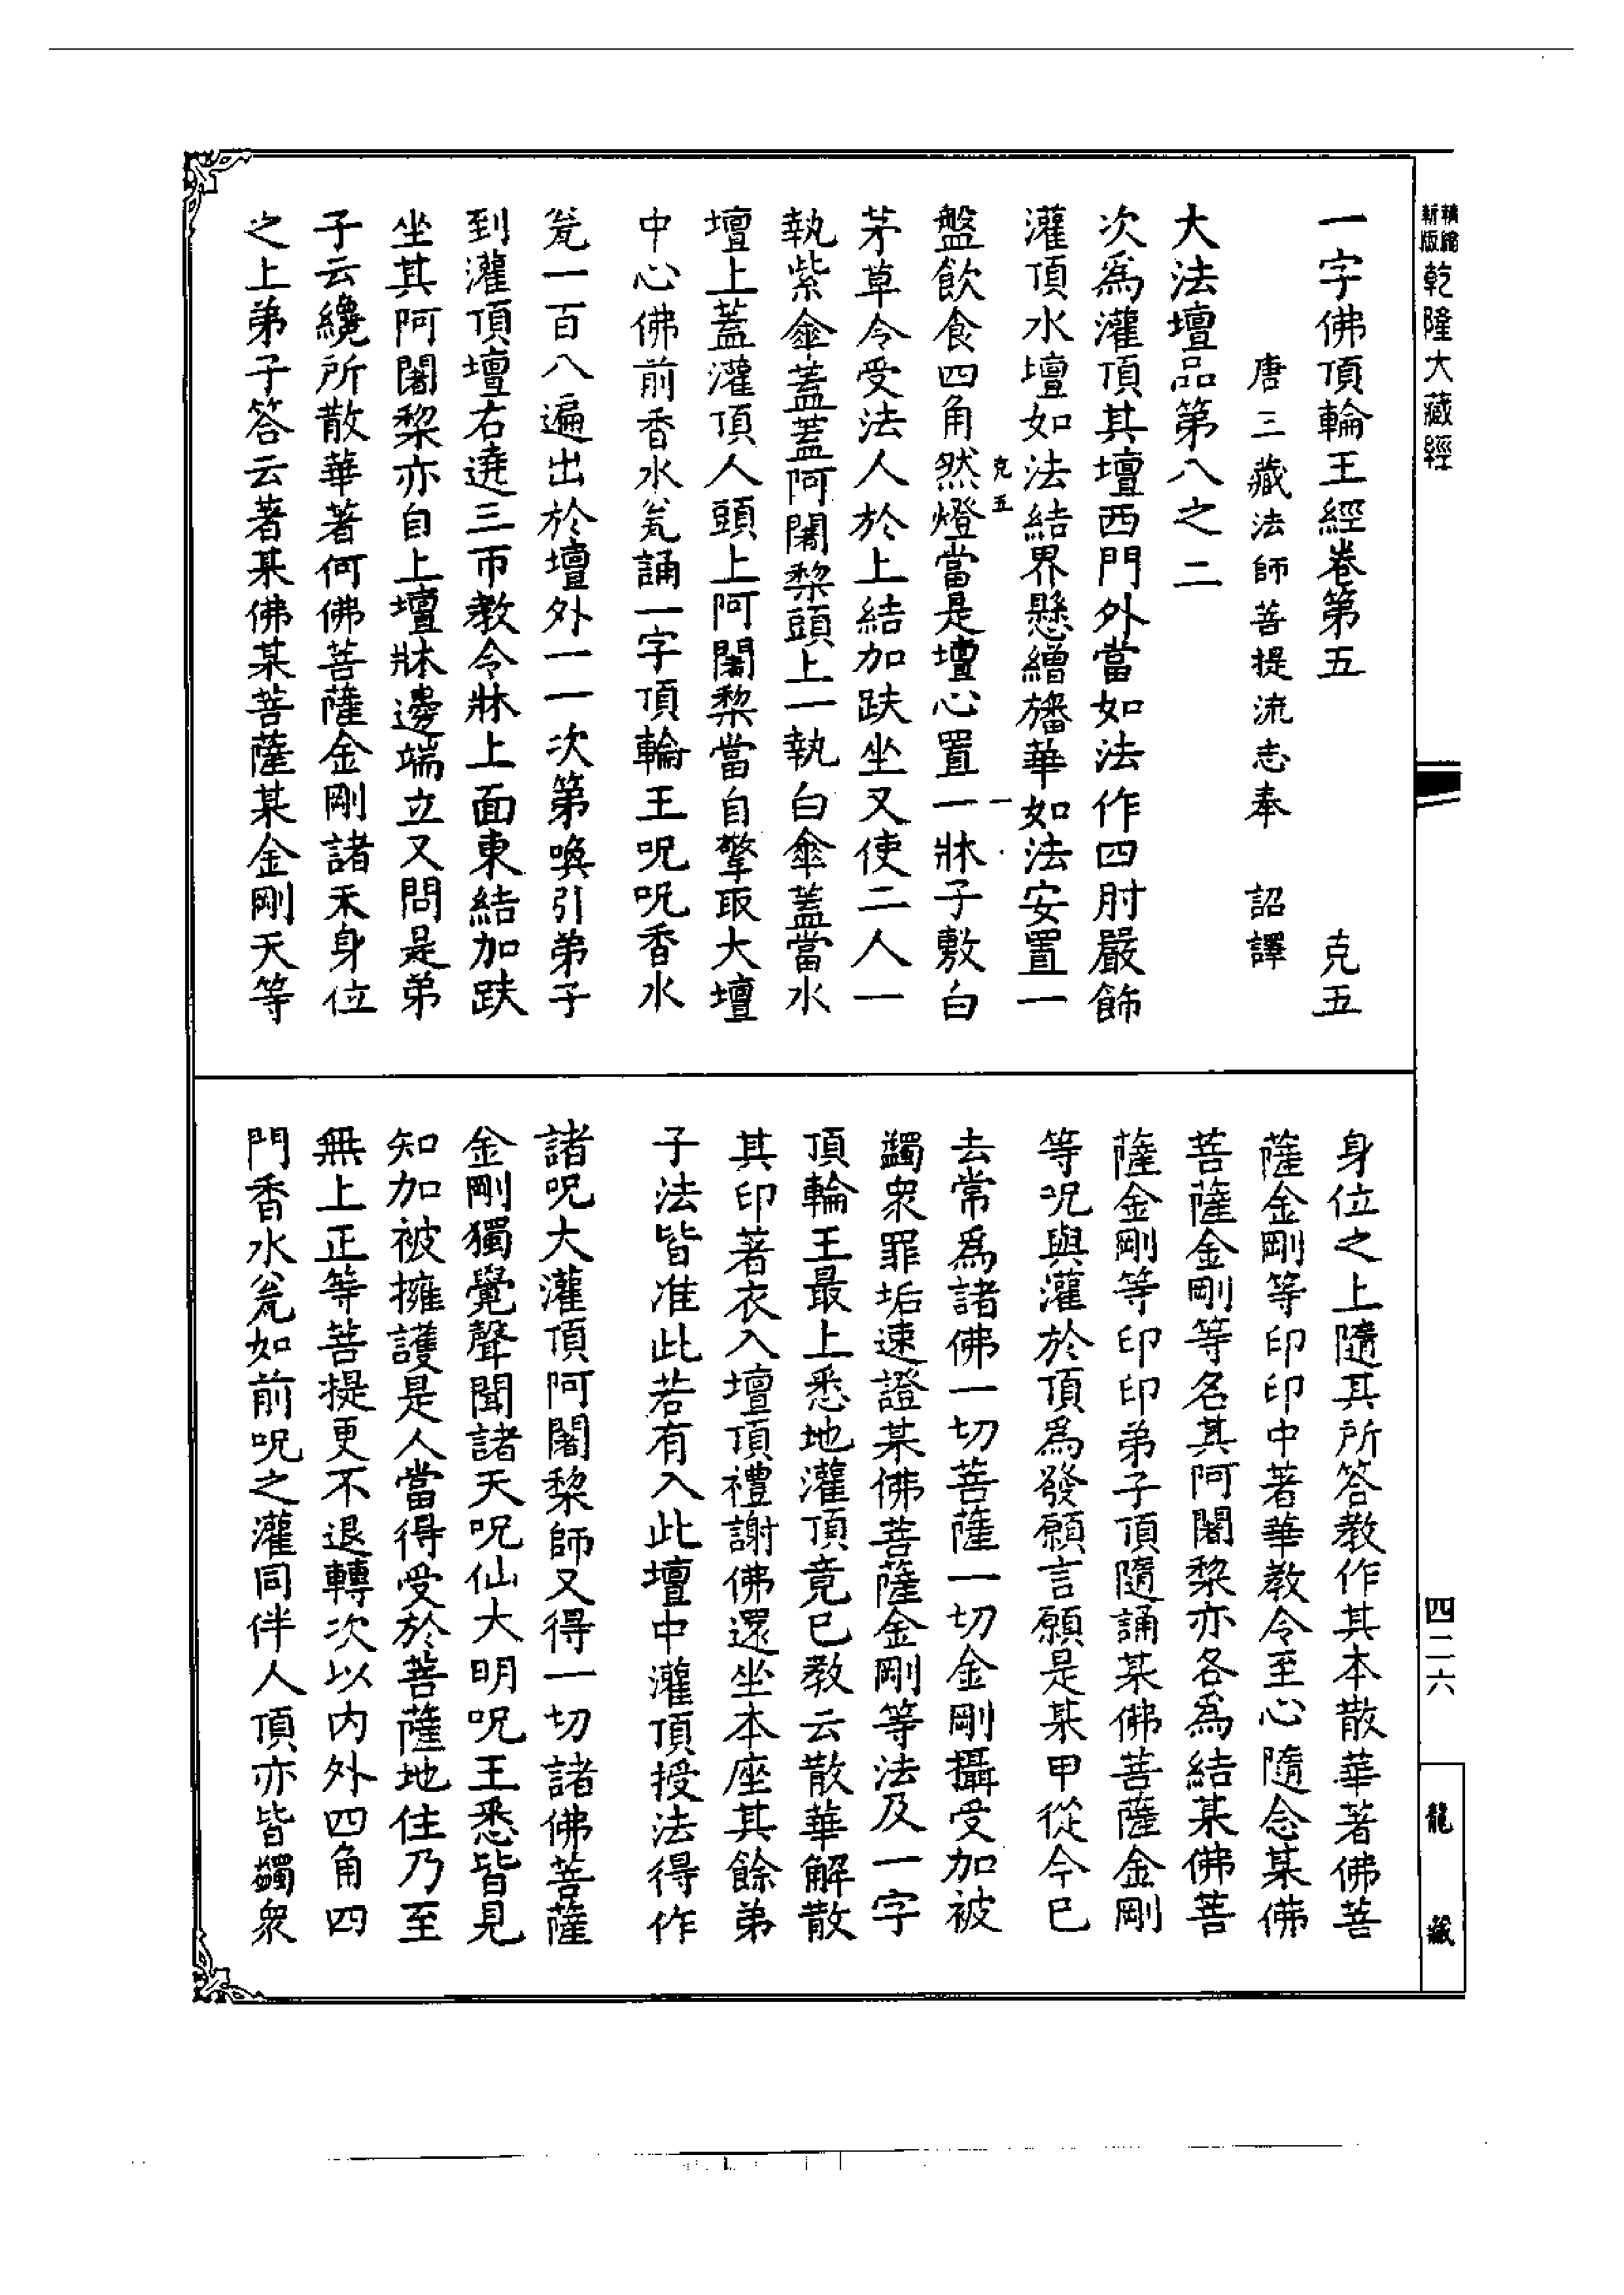 精繪
新版
乾隆大藏經
一字佛頂輪王經卷第五　克五
唐三藏法師菩提流志奉　詔譯
大法壇品第八之二
次爲灌頂其壇西門外當如法作四肘嚴飾
灌頂水壇如法結界懸繒旛華如法安置一
克五　一
盤飲食四角然燈當是壇心置一牀子敷白
茅草令受法人於上結加趺坐又使二人一
執紫傘蓋蓋阿闍棃頭上一執白傘蓋當水
壇上蓋灌頂人頭上阿闍棃當自擎取大壇
中心佛前香水瓮誦一字頂輪王呪呪香水
瓮一百八遍出於壇外一一次第喚引弟子
到灌頂壇右遶三帀教令牀上面東結加趺
坐其阿闍棃亦自上壇牀邊端立又問是弟
子云纔所散華著何佛菩薩金剛諸禾身位
之上弟子答云著某佛某菩薩某金剛天等
身位之上隨其所答教作其本散華著佛菩
薩金剛等印印中著華教令至心隨念某佛
菩薩金剛等名其阿闍棃亦各爲結某佛菩
薩金剛等印印弟子頂隨誦某佛菩薩金剛
等呪與灌於頂爲發願言願是某甲從今已
去常爲諸佛一切菩薩一切金剛攝受加被
蠲衆罪垢速證某佛菩薩金剛等法及一字
頂輪王最上悉地灌頂竟已教云散華解散
其印著衣入壇頂禮謝佛還坐本座其餘弟
子法皆准此若有入此壇中灌頂授法得作
諸呪大灌頂阿闍棃師又得一切諸佛菩薩
金剛獨覺聲聞諸天呪仙大明呪王悉皆見
知加被擁護是人當得受於菩薩地住乃至
無上正等菩提更不退轉次以内外四角四
門香水瓮如前呪之灌同伴人頂亦皆蠲衆
四二六
龍藏